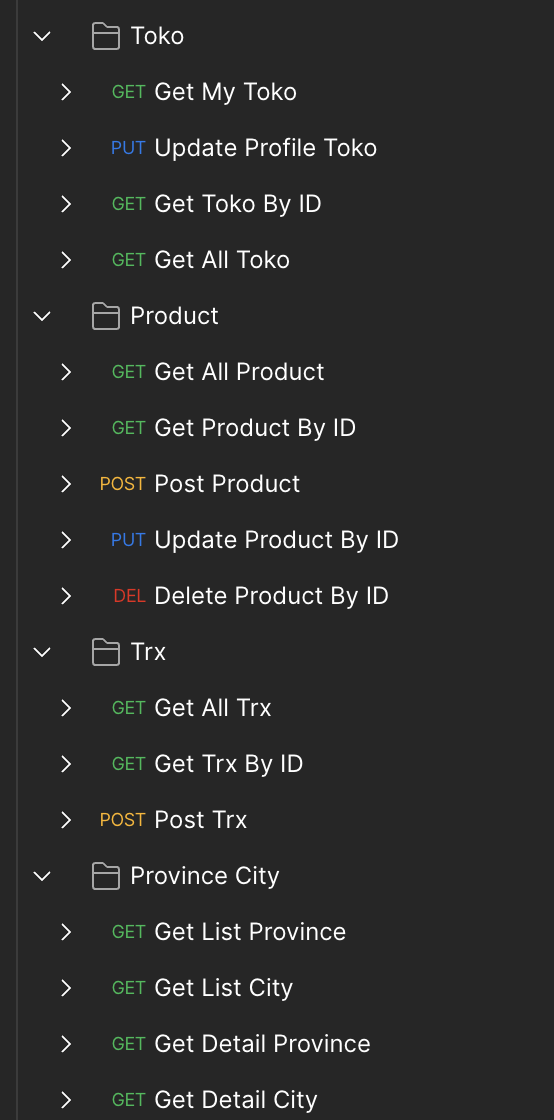 Toko
GET Get My Toko
PUT Update Profile Toko
GET Get Toko By ID
GET Get All Toko
Product
GET Get All Product
GET Get Product By ID
POST Post Product
PUT Update Product By ID
DEL Delete Product By ID
Trx
GET Get All Trx
GET Get Trx By ID
POST Post Trx
Province City
GET Get List Province
GET Get List City
GET Get Detail Province
GET Get Detail City